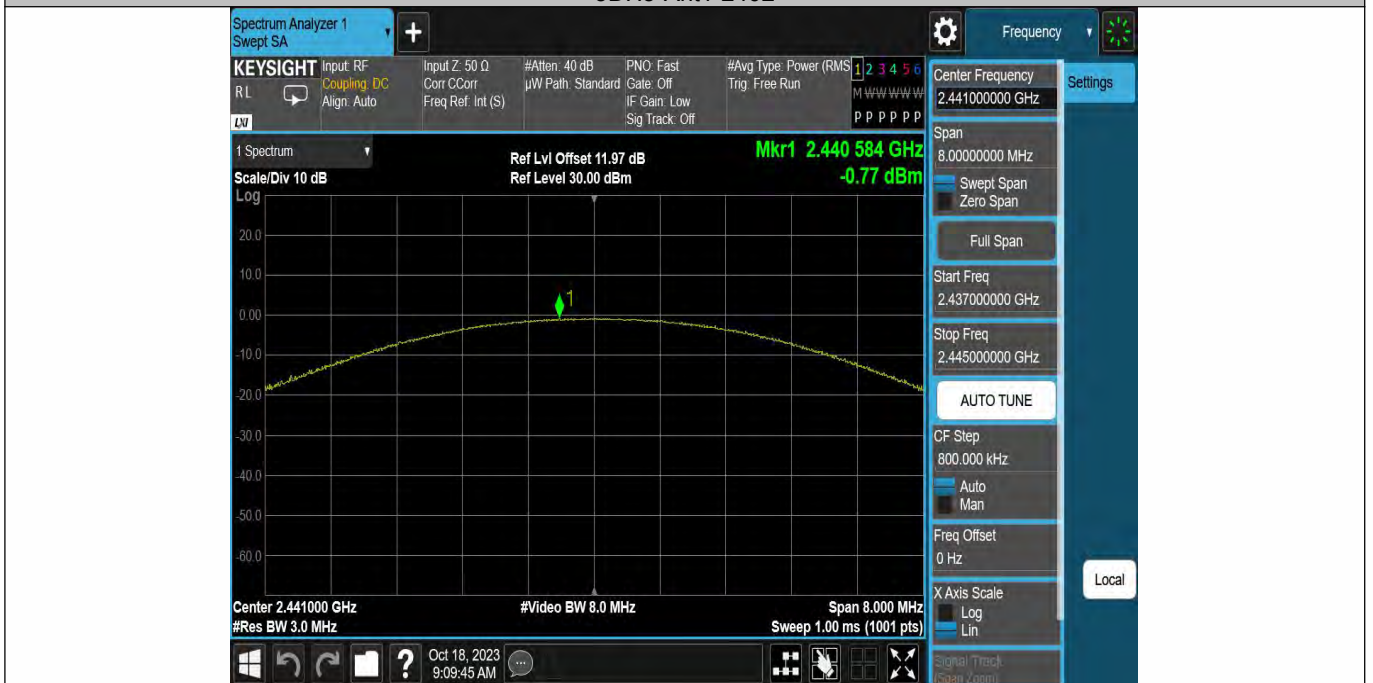 Spectrum Analyzer 1
Swept SA
+
Frequency
KEYSIGHT
RL
LXI
Input: RF
Coupling: DC
Align: Auto
Input Z: 50 Ω
Corr CCorr
Freq Ref: Int (S)
#Atten: 40 dB
µW Path: Standard
PNO: Fast
Gate: Off
IF Gain: Low
Sig Track: Off
#Avg Type: Power (RMS
Trig: Free Run
1 2 3 4 5 6
M W W W W W
P P P P P P
1 Spectrum
Scale/Div 10 dB
Ref Lvl Offset 11.97 dB
Ref Level 30.00 dBm
Mkr1 2.440 584 GHz
-0.77 dBm
Log
20.0
10.0
0.00
-10.0
-20.0
-30.0
-40.0
-50.0
-60.0
1
Center 2.441000 GHz
#Res BW 3.0 MHz
#Video BW 8.0 MHz
Span 8.000 MHz
Sweep 1.00 ms (1001 pts)
Center Frequency
2.441000000 GHz
Settings
Span
8.00000000 MHz
Swept Span
Zero Span
Full Span
Start Freq
2.437000000 GHz
Stop Freq
2.445000000 GHz
AUTO TUNE
CF Step
800.000 kHz
Auto
Man
Freq Offset
0 Hz
X Axis Scale
Log
Lin
Signal Track
(Span Zoom)
Local
?
Oct 18, 2023
9:09:45 AM